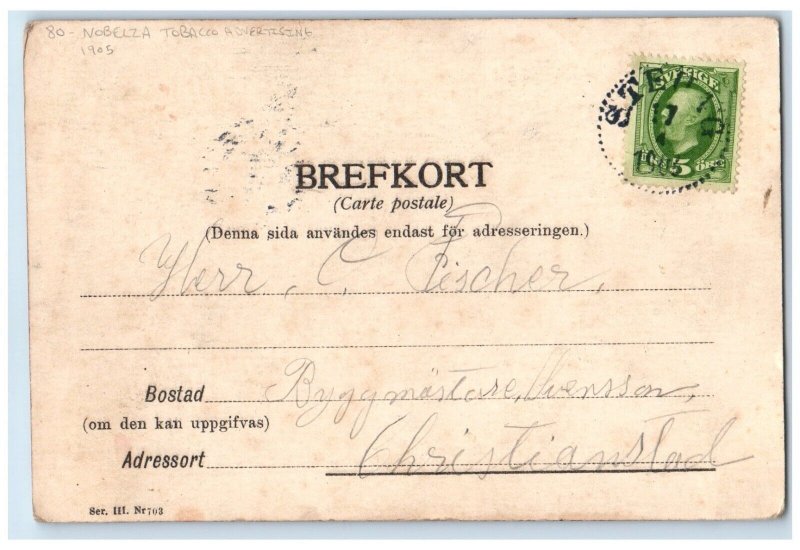 80 - NOBELZA TOBACCO ADVERTISING
1905
SVERIGE
1905
5 ÖRE
BREFKORT
(Carte postale)
(Denna sida användes endast för adresseringen.)
Herr. C. Fischer.
Bostad Byggmästare, Svensson,
(om den kan uppgifvas)
Adressort Christianstad
Ser. III. Nr 703